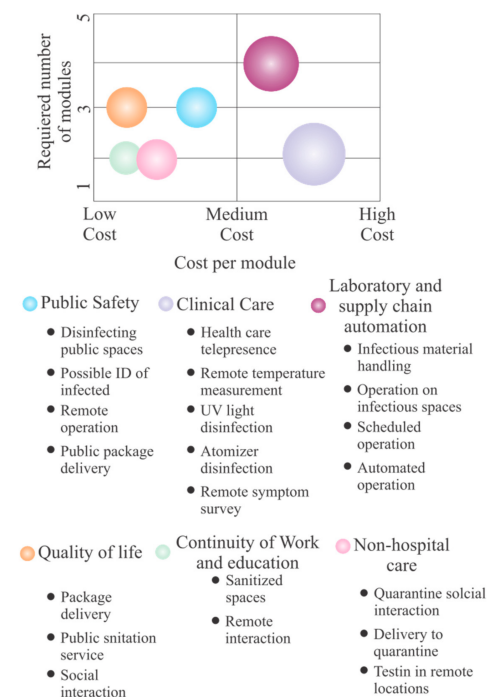 5
3
1
Requiered number
of modules
Low
Cost
Medium
Cost
High
Cost
Cost per module
Public Safety
Disinfecting
public spaces
Possible ID of
infected
Remote
operation
Public package
delivery
Clinical Care
Health care
telepresence
Remote temperature
measurement
UV light
disinfection
Atomizer
disinfection
Remote symptom
survey
Laboratory and
supply chain
automation
Infectious material
handling
Operation on
infectious spaces
Scheduled
operation
Automated
operation
Quality of life
Package
delivery
Public snitation
service
Social
interaction
Continuity of Work
and education
Sanitized
spaces
Remote
interaction
Non-hospital
care
Quarantine solcial
interaction
Delivery to
quarantine
Testin in remote
locations